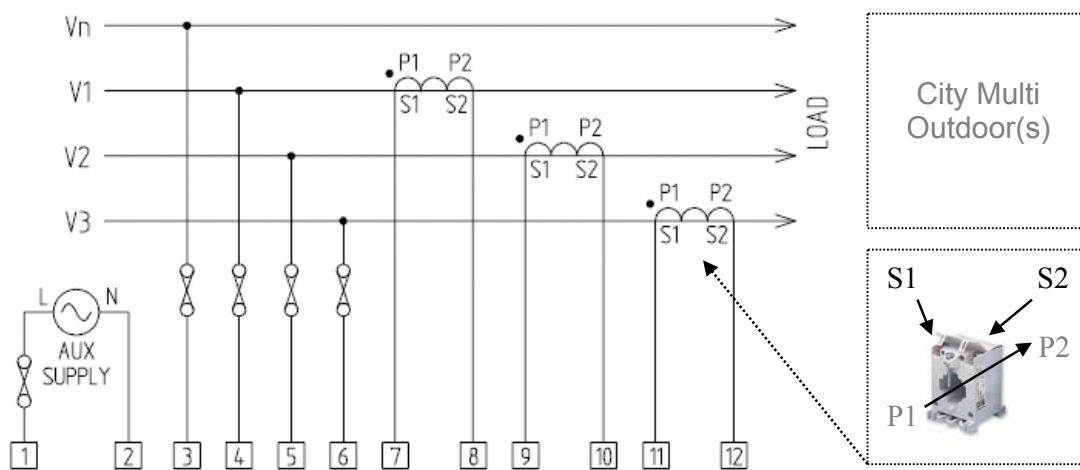 Vn
P1 P2
V1
S1 S2
City Multi
Outdoor(s)
LOAD
P1 P2
V2
S1 S2
P1 P2
V3
S1 S2
L N
AUX
SUPPLY
S1 S2
P2
P1
1 2 3 4 5 6 7 8 9 10 11 12